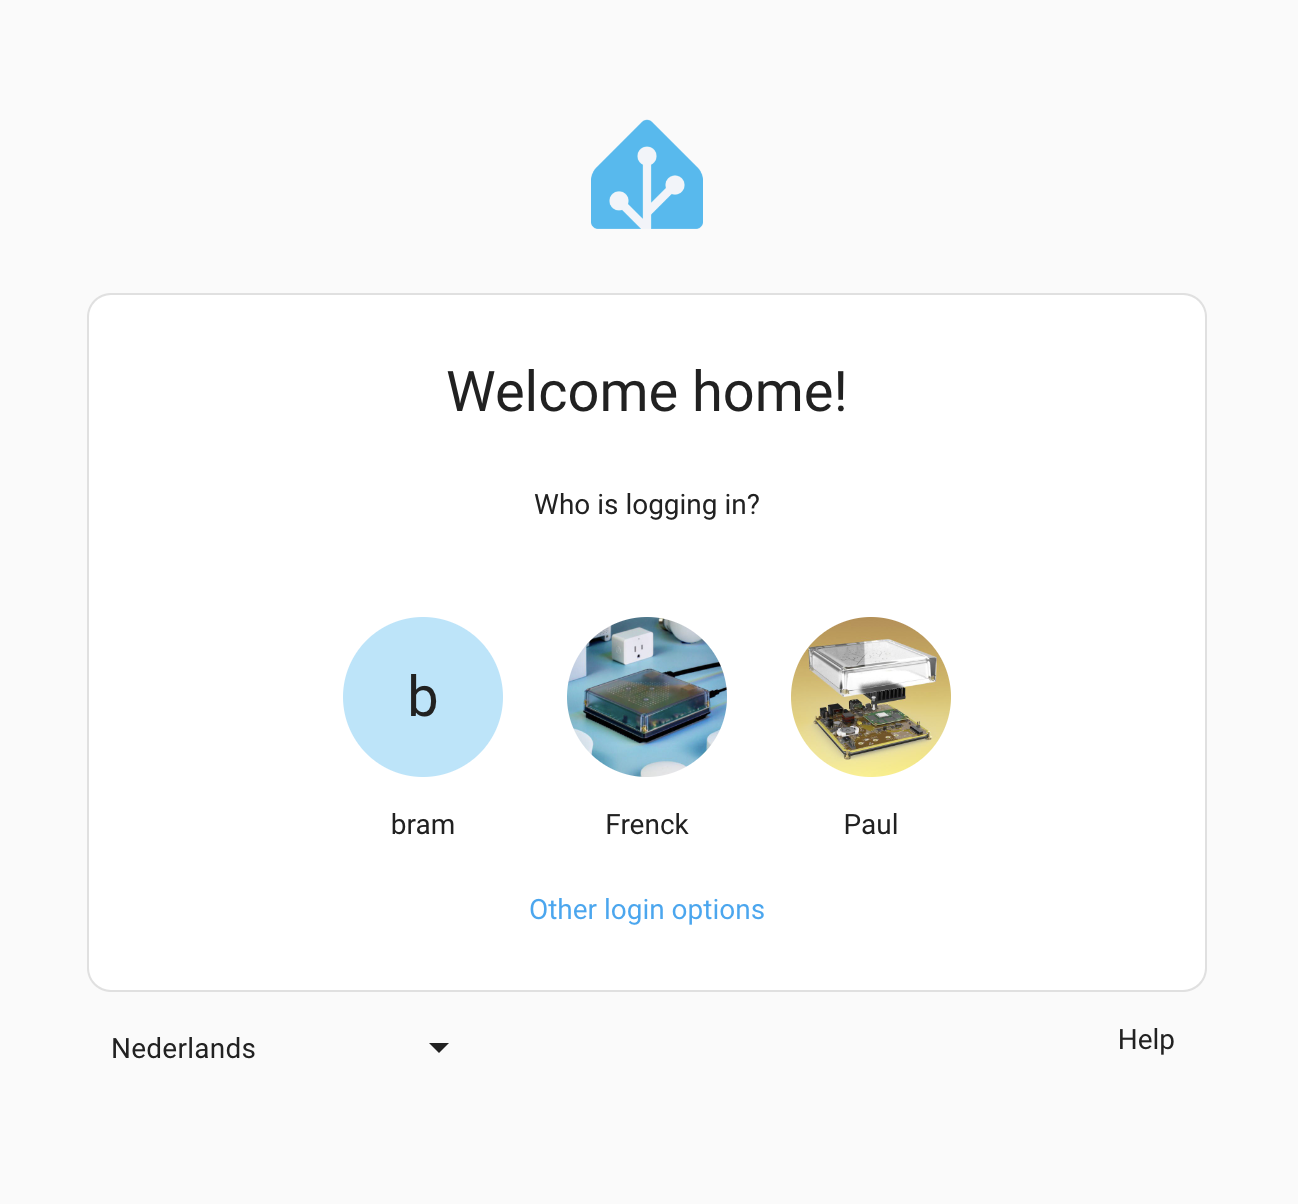 Welcome home!
Who is logging in?
b
bram
Frenck
Paul
Other login options
Nederlands
Help